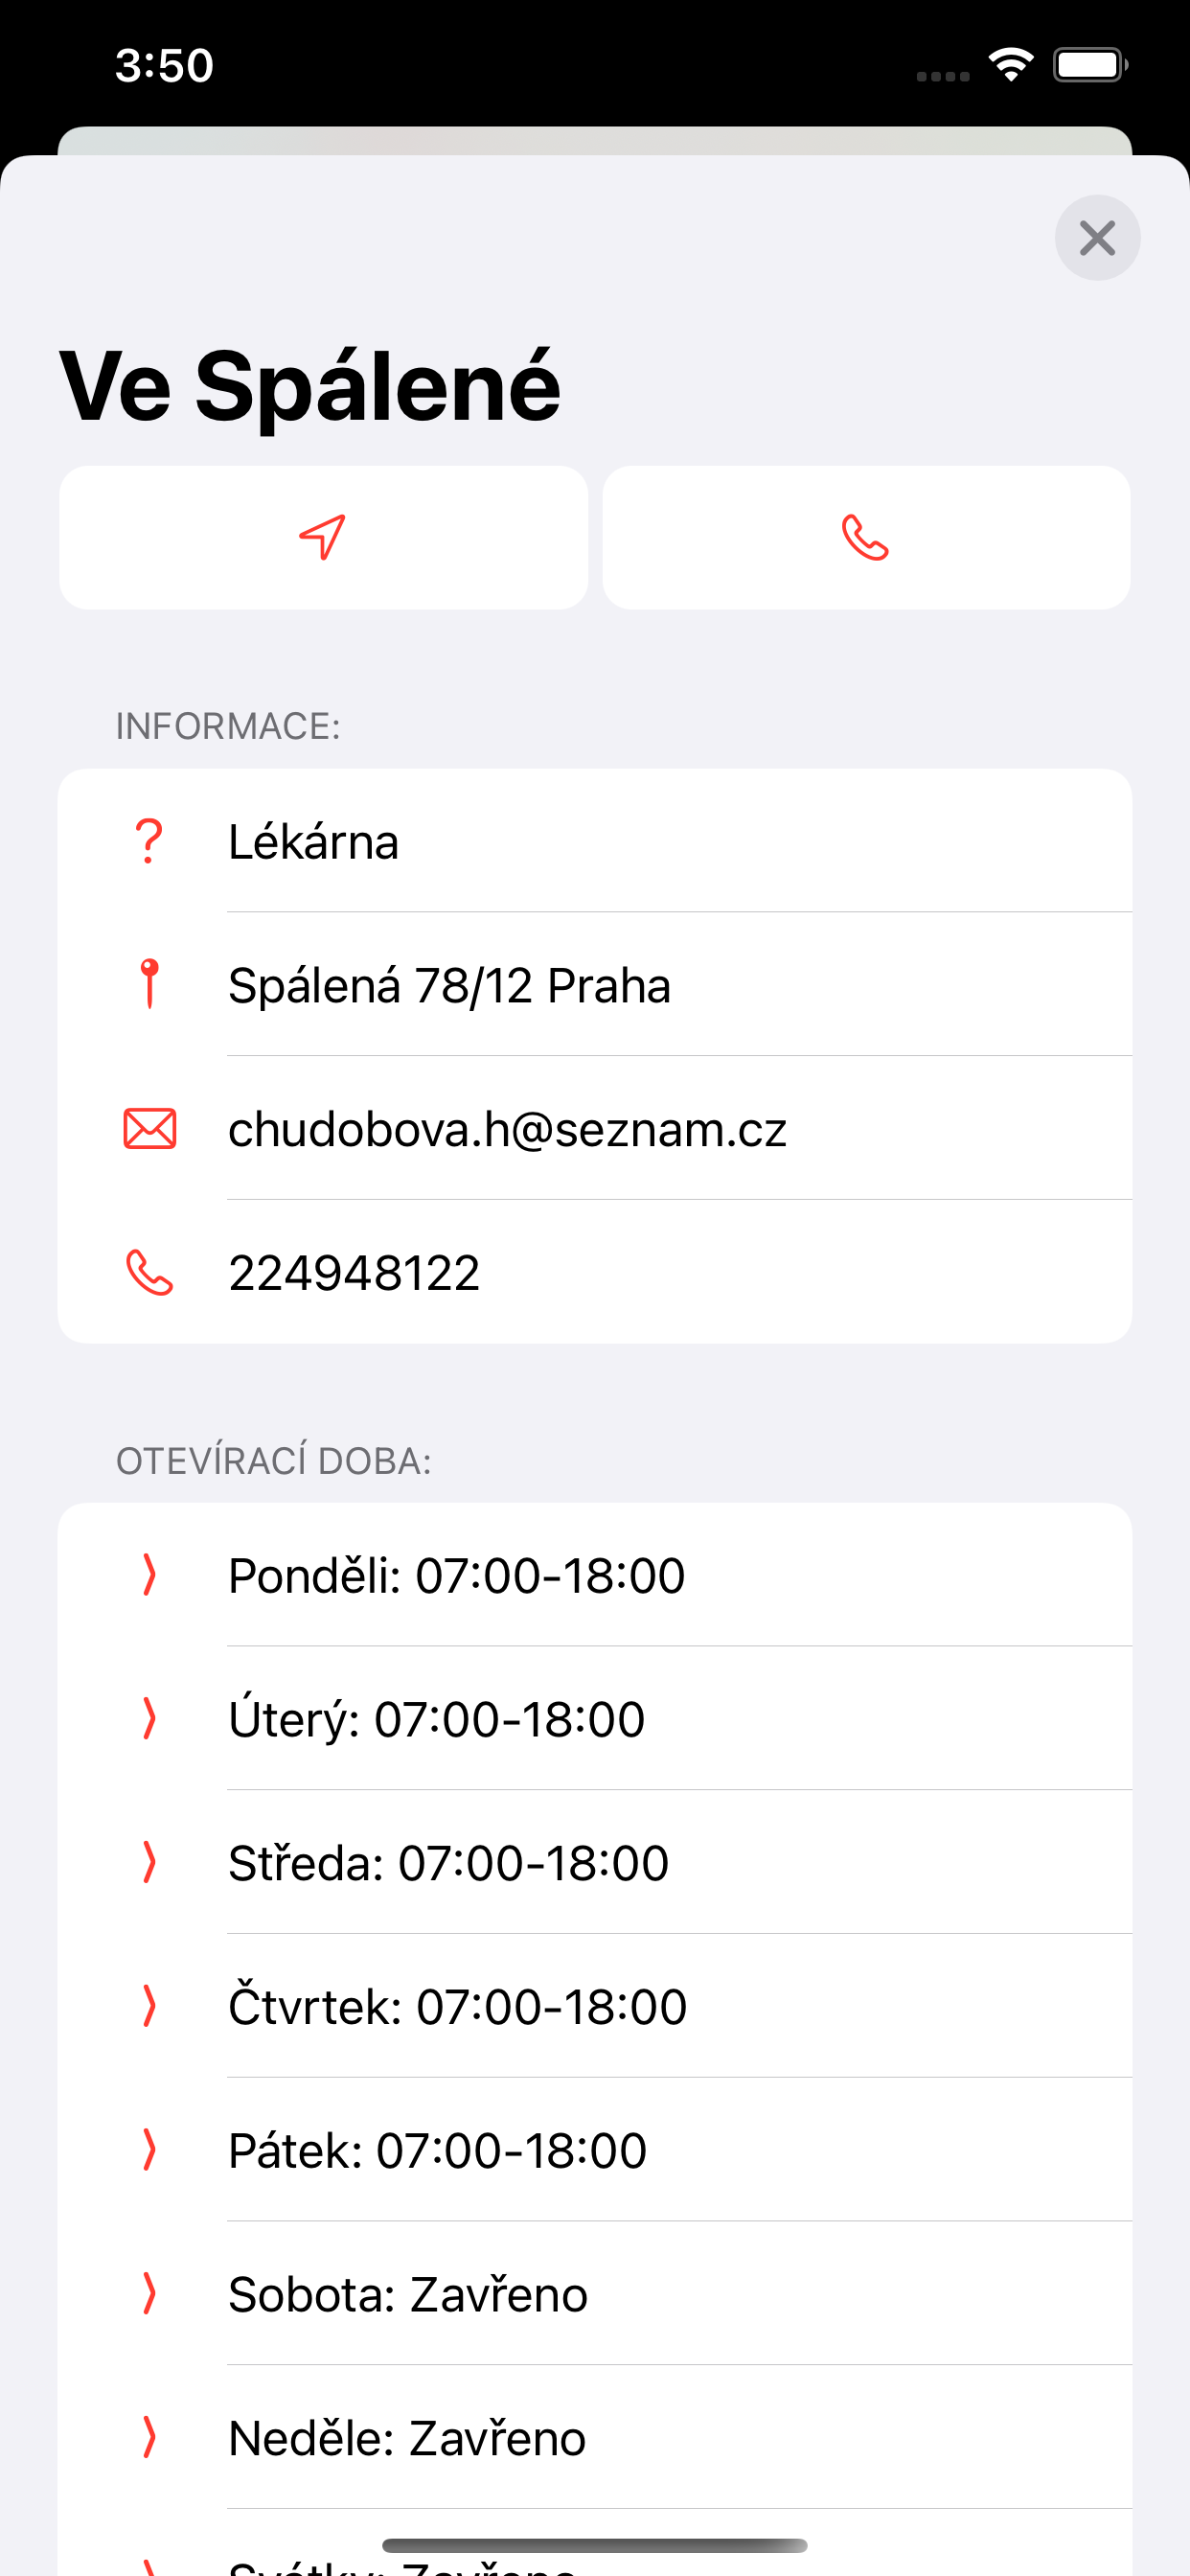 3:50
Ve Spálené
INFORMACE:
Lékárna
Spálená 78/12 Praha
chudobova.h@seznam.cz
224948122
OTEVÍRACÍ DOBA:
Ponděli: 07:00-18:00
Úterý: 07:00-18:00
Středa: 07:00-18:00
Čtvrtek: 07:00-18:00
Pátek: 07:00-18:00
Sobota: Zavřeno
Neděle: Zavřeno
Svátky: Zavřeno